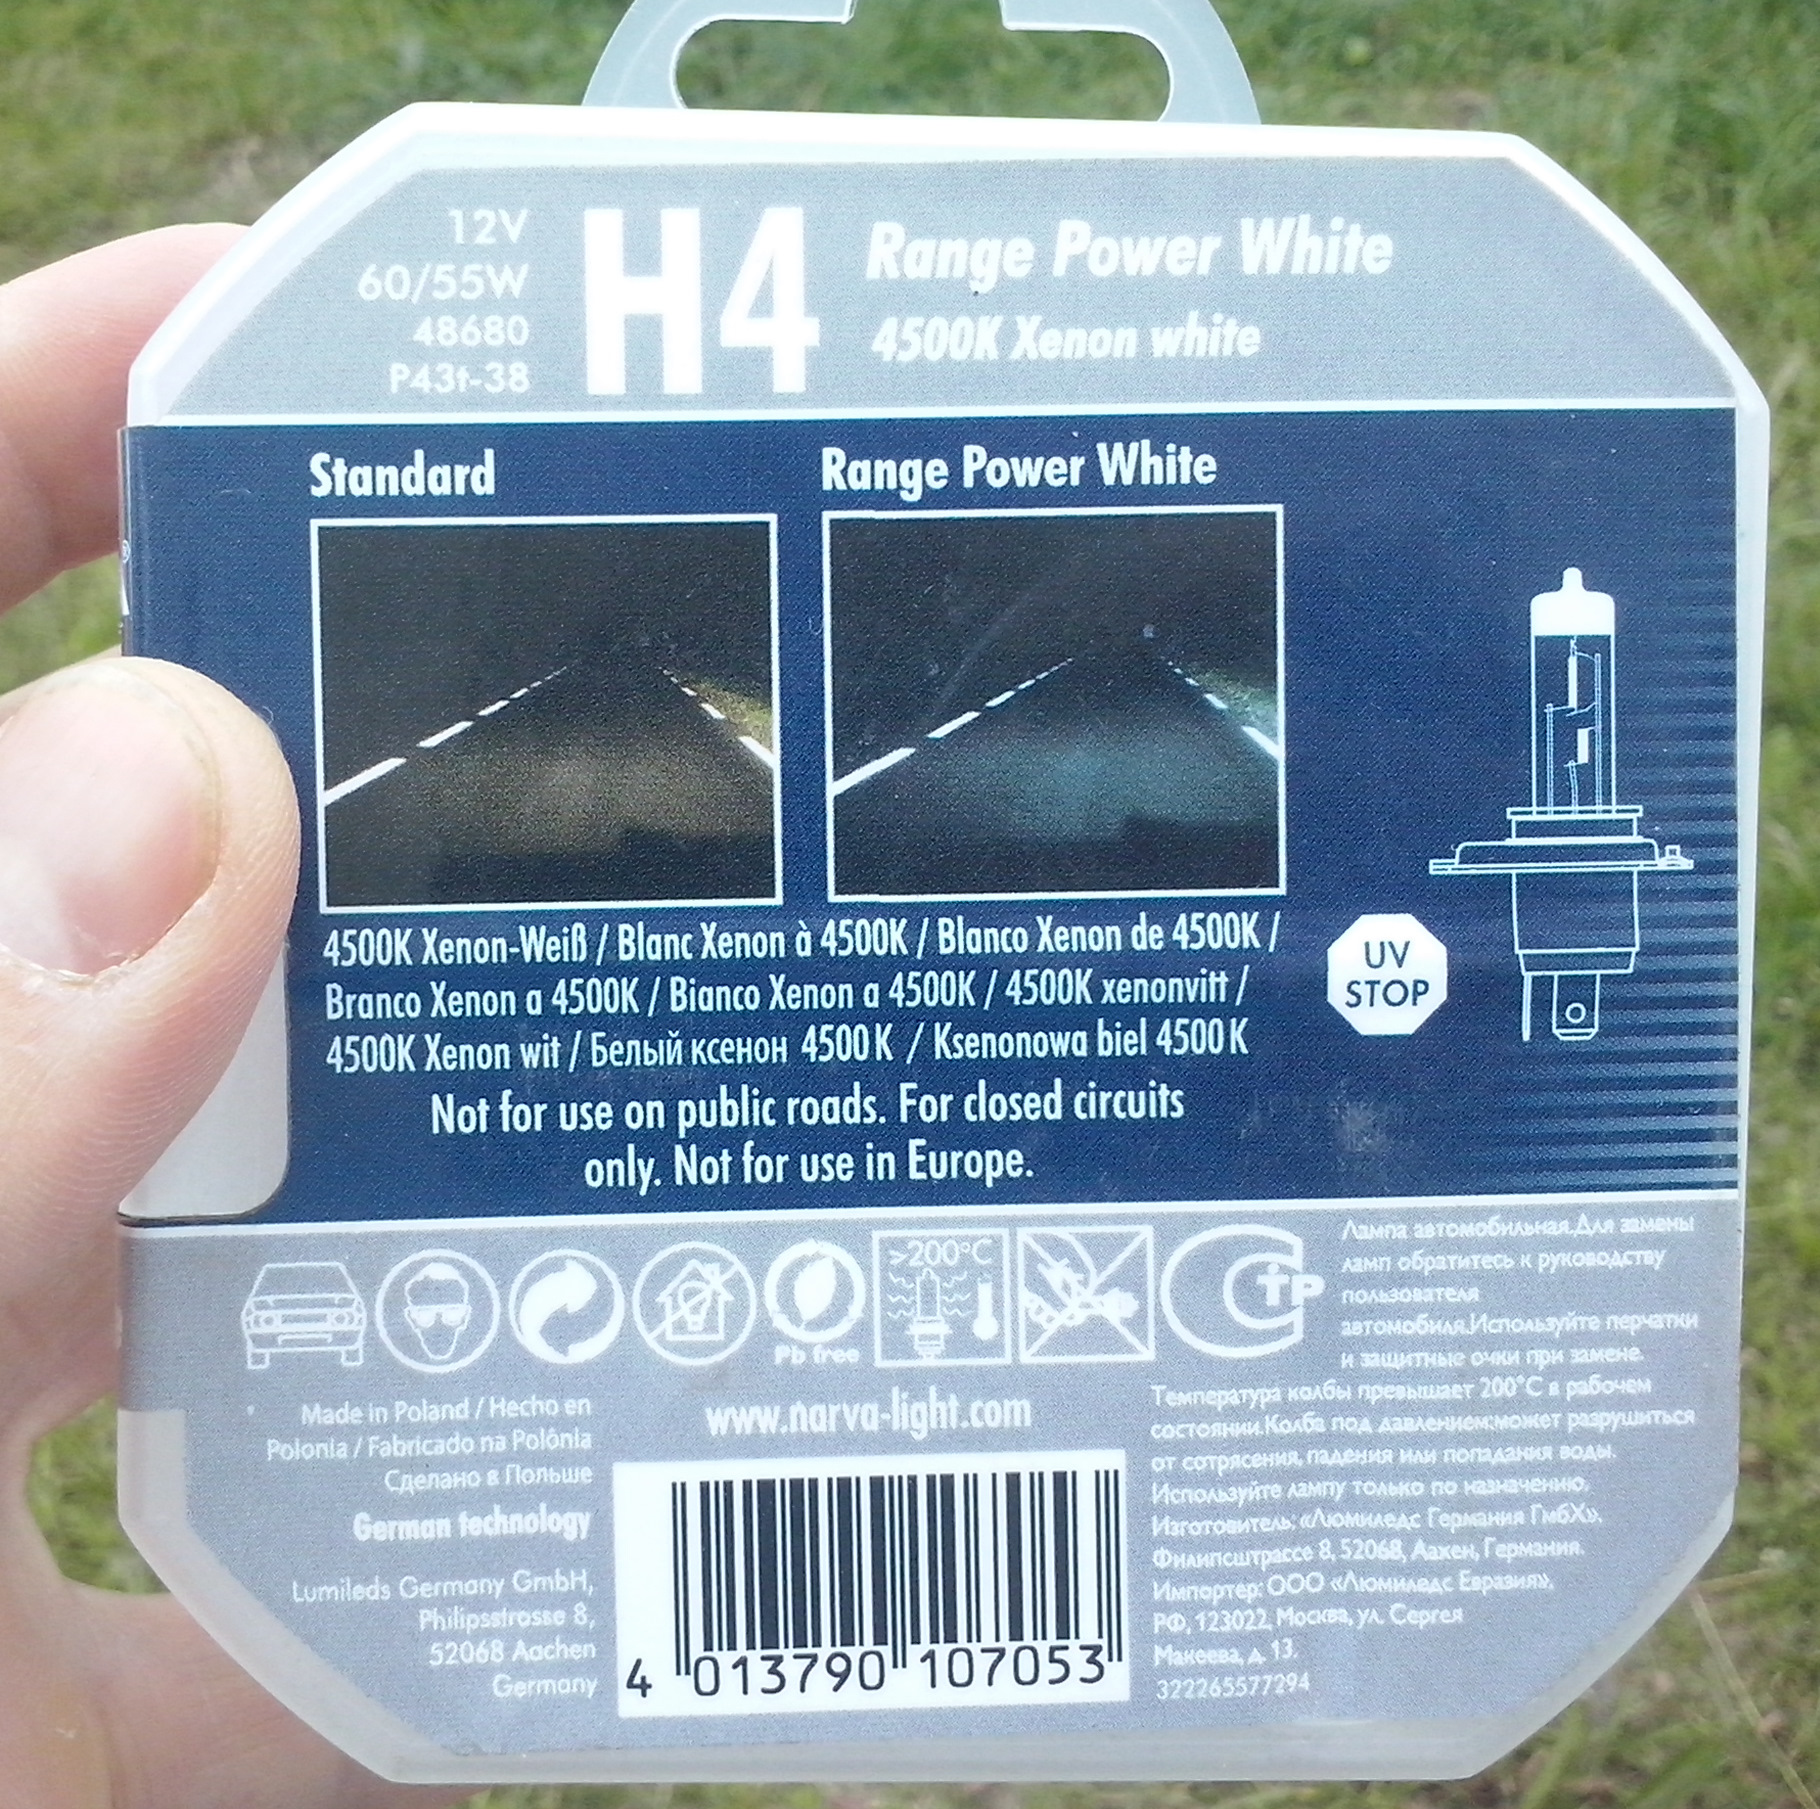 12V
60/55W
48680
P43t-38
H4
Range Power White
4500K Xenon white
Standard
Range Power White
4500K Xenon-Weiß / Blanc Xenon à 4500K / Blanco Xenon de 4500K /
Branco Xenon a 4500K / Bianco Xenon a 4500K / 4500K xenonvitt /
4500K Xenon wit / Белый ксенон 4500K / Ksenonowa biel 4500K
UV
STOP
Not for use on public roads. For closed circuits
only. Not for use in Europe.
Pb free
>200°C
Лампа автомобильная.Для замены
ламп обратитесь к руководству
пользователя
автомобиля.Используйте перчатки
и защитные очки при замене.
Температура колбы превышает 200°C в рабочем
состоянии.Колба под давлением:может разрушиться
от сотрясения, падения или попадания воды.
Используйте лампу только по назначению.
Изготовитель: «Люмиледс Германия ГмбХ».
Филипсштрассе 8, 52068, Аахен, Германия.
Импортер: ООО «Люмиледс Евразия»,
РФ, 123022, Москва, ул. Сергея
Макеева, д. 13.
322265577294
Made in Poland / Hecho en
Polonia / Fabricado na Polônia
Сделано в Польше
German technology
Lumileds Germany GmbH,
Philipsstrasse 8,
52068 Aachen
Germany
www.narva-light.com
4 013790 107053